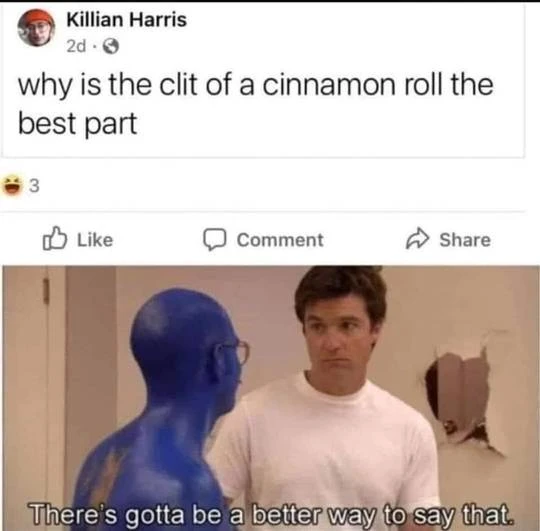 Killian Harris
2d ·
why is the clit of a cinnamon roll the
best part
3
Like
Comment
Share
There's gotta be a better way to say that.